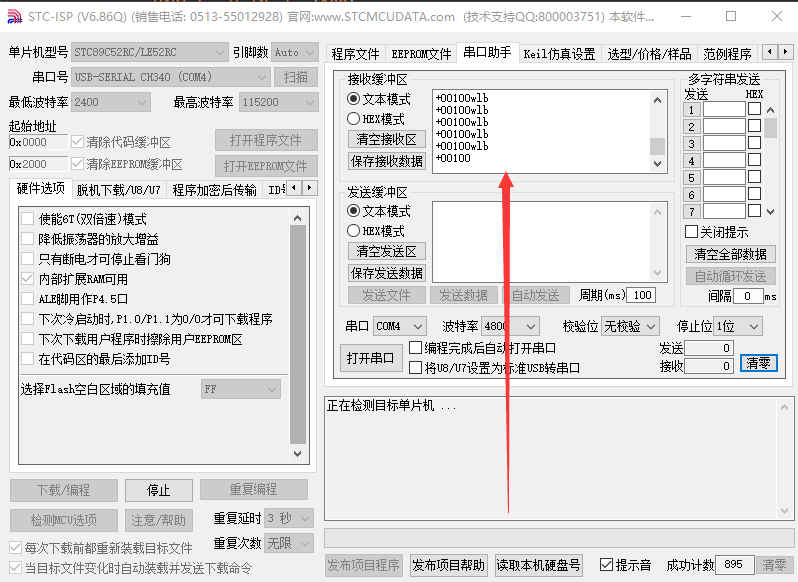 STC-ISP (V6.86Q) (销售电话: 0513-55012928) 官网:www.STCMCUDATA.com (技术支持QQ:800003751) 本软件...
单片机型号 STC89C52RC/LE52RC 引脚数 Auto
串口号 USB-SERIAL CH340 (COM4) 扫描
最低波特率 2400 最高波特率 115200
起始地址
0x0000 清除代码缓冲区 打开程序文件
0x2000 清除EEPROM缓冲区 打开EEPROM文件
硬件选项 脱机下载/U8/U7 程序加密后传输 ID号
使能6T(双倍速)模式
降低振荡器的放大增益
只有断电才可停止看门狗
内部扩展RAM可用
ALE脚用作P4.5口
下次冷启动时,P1.0/P1.1为0/0才可下载程序
下次下载用户程序时擦除用户EEPROM区
在代码区的最后添加ID号
选择Flash空白区域的填充值 FF
下载/编程 停止 重复编程
检测MCU选项 注意/帮助 重复延时 3 秒
重复次数 无限
每次下载前都重新装载目标文件
当目标文件变化时自动装载并发送下载命令
程序文件 EEPROM文件 串口助手 Keil仿真设置 选型/价格/样品 范例程序
接收缓冲区
文本模式
HEX模式
清空接收区
保存接收数据
+00100wlb
+00100wlb
+00100wlb
+00100wlb
+00100wlb
+00100
多字符串发送
发送 HEX
1
2
3
4
5
6
7
关闭提示
清空全部数据
自动循环发送
间隔 0 ms
发送缓冲区
文本模式
HEX模式
清空发送区
保存发送数据
发送文件 发送数据 自动发送 周期(ms) 100
串口 COM4 波特率 4800 校验位 无校验 停止位 1位
打开串口
编程完成后自动打开串口
将U8/U7设置为标准USB转串口
发送 0
接收 0
清零
正在检测目标单片机 ...
发布项目程序 发布项目帮助 读取本机硬盘号 提示音 成功计数 895 清零